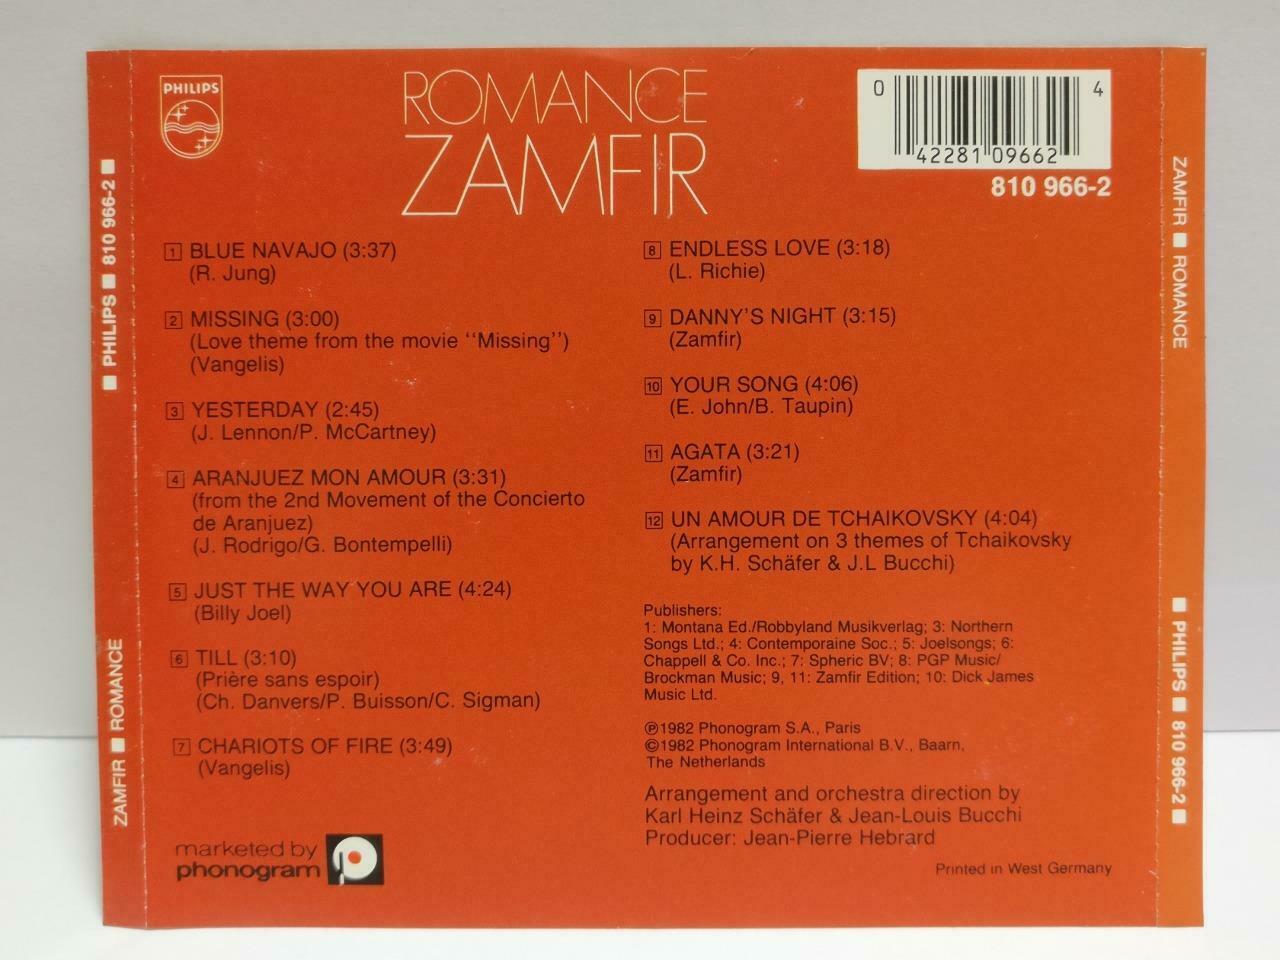 PHILIPS
ROMANCE
ZAMFIR
0 42281 09662 4
810 966-2
1 BLUE NAVAJO (3:37)
(R. Jung)
2 MISSING (3:00)
(Love theme from the movie ‘‘Missing’’)
(Vangelis)
3 YESTERDAY (2:45)
(J. Lennon/P. McCartney)
4 ARANJUEZ MON AMOUR (3:31)
(from the 2nd Movement of the Concierto
de Aranjuez)
(J. Rodrigo/G. Bontempelli)
5 JUST THE WAY YOU ARE (4:24)
(Billy Joel)
6 TILL (3:10)
(Prière sans espoir)
(Ch. Danvers/P. Buisson/C. Sigman)
7 CHARIOTS OF FIRE (3:49)
(Vangelis)
marketed by
phonogram
8 ENDLESS LOVE (3:18)
(L. Richie)
9 DANNY'S NIGHT (3:15)
(Zamfir)
10 YOUR SONG (4:06)
(E. John/B. Taupin)
11 AGATA (3:21)
(Zamfir)
12 UN AMOUR DE TCHAIKOVSKY (4:04)
(Arrangement on 3 themes of Tchaikovsky
by K.H. Schäfer & J.L Bucchi)
Publishers:
1: Montana Ed./Robbyland Musikverlag; 3: Northern
Songs Ltd.; 4: Contemporaine Soc.; 5: Joelsongs; 6:
Chappell & Co. Inc.; 7: Spheric BV; 8: PGP Music/
Brockman Music; 9, 11: Zamfir Edition; 10: Dick James
Music Ltd.
℗1982 Phonogram S.A., Paris
©1982 Phonogram International B.V., Baarn,
The Netherlands
Arrangement and orchestra direction by
Karl Heinz Schäfer & Jean-Louis Bucchi
Producer: Jean-Pierre Hebrard
Printed in West Germany
ZAMFIR ■ ROMANCE ■ PHILIPS ■ 810 966-2 ■
ZAMFIR ■ ROMANCE ■ PHILIPS ■ 810 966-2 ■